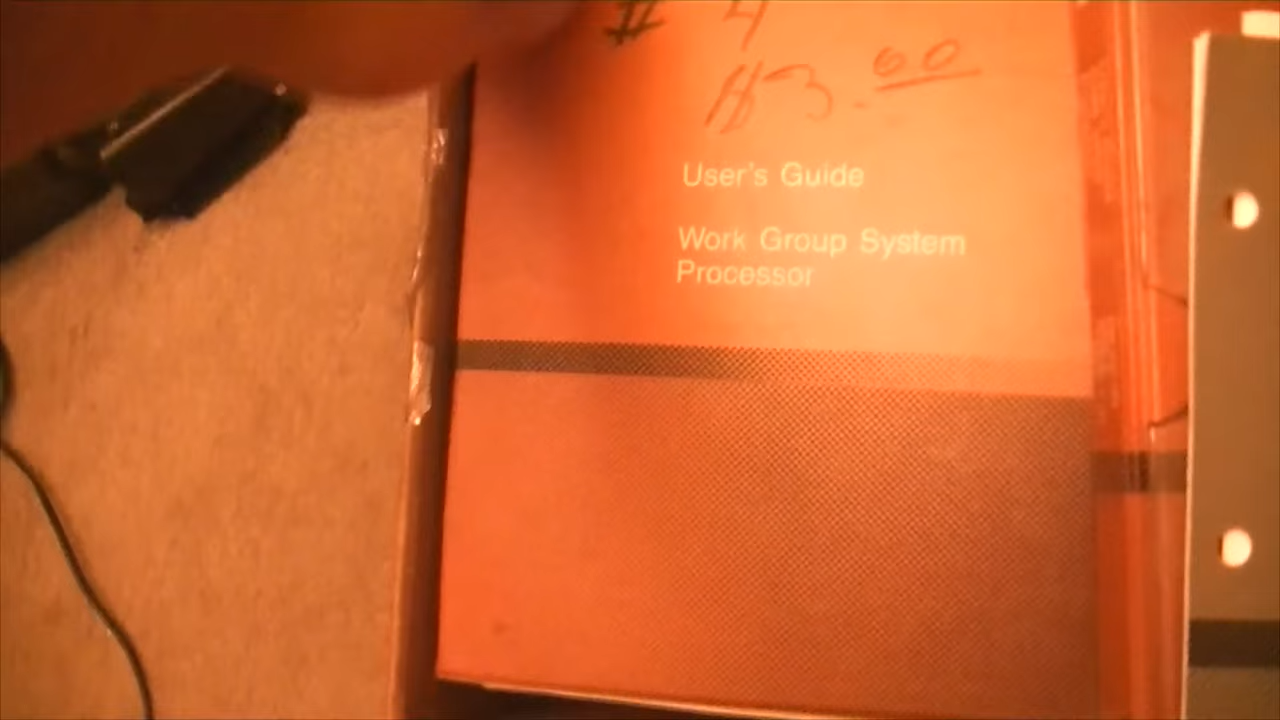 # 4
$3.00
User's Guide
Work Group System
Processor